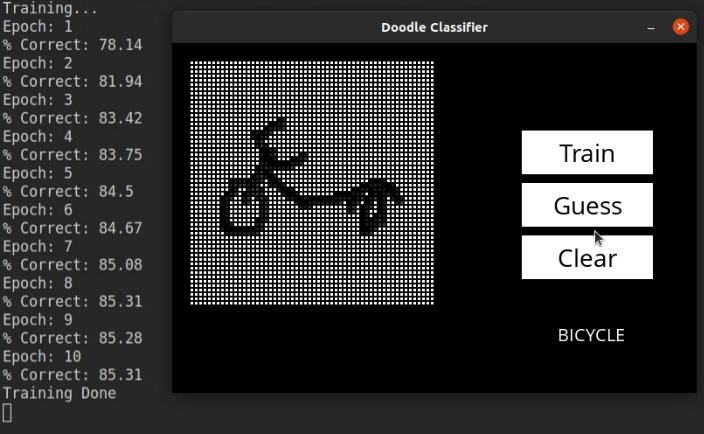 Training...
Epoch: 1
% Correct: 78.14
Epoch: 2
% Correct: 81.94
Epoch: 3
% Correct: 83.42
Epoch: 4
% Correct: 83.75
Epoch: 5
% Correct: 84.5
Epoch: 6
% Correct: 84.67
Epoch: 7
% Correct: 85.08
Epoch: 8
% Correct: 85.31
Epoch: 9
% Correct: 85.28
Epoch: 10
% Correct: 85.31
Training Done
Doodle Classifier
Train
Guess
Clear
BICYCLE